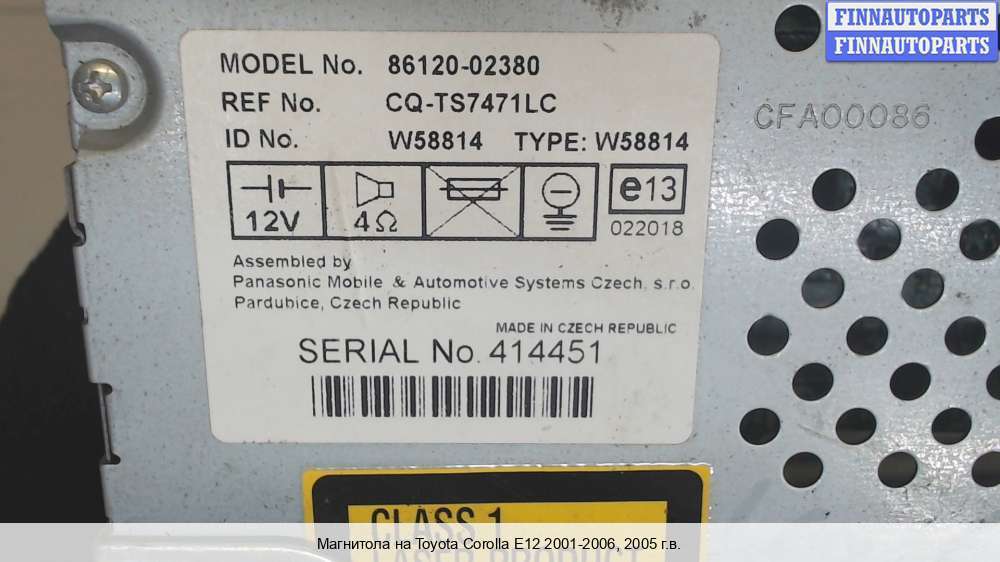 FINNAUTOPARTS
FINNAUTOPARTS
MODEL No. 86120-02380
REF No. CQ-TS7471LC
ID No. W58814 TYPE: W58814
CFA00086
12V 4Ω e13
022018
Assembled by
Panasonic Mobile & Automotive Systems Czech, s.r.o.
Pardubice, Czech Republic
MADE IN CZECH REPUBLIC
SERIAL No. 414451
CLASS 1
LASER PRODUCT
Магнитола на Toyota Corolla E12 2001-2006, 2005 г.в.